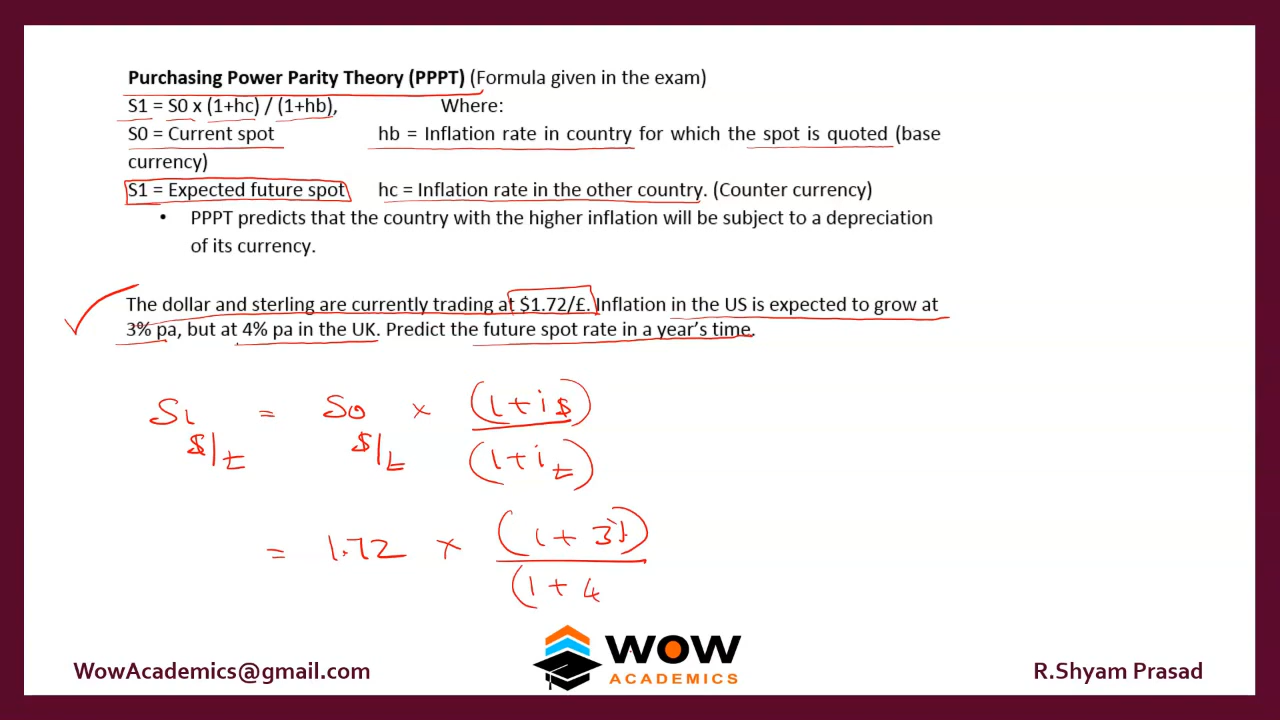 Purchasing Power Parity Theory (PPPT) (Formula given in the exam)
S1 = S0 x (1+hc) / (1+hb), Where:
S0 = Current spot hb = Inflation rate in country for which the spot is quoted (base
currency)
S1 = Expected future spot hc = Inflation rate in the other country. (Counter currency)
• PPPT predicts that the country with the higher inflation will be subject to a depreciation
of its currency.
The dollar and sterling are currently trading at $1.72/£. Inflation in the US is expected to grow at
3% pa, but at 4% pa in the UK. Predict the future spot rate in a year's time.
S1 = S0 × (1+i$)
$/£ $/£ (1+i£)
= 1.72 × (1+3%)
(1+4
WOW
ACADEMICS
WowAcademics@gmail.com R.Shyam Prasad